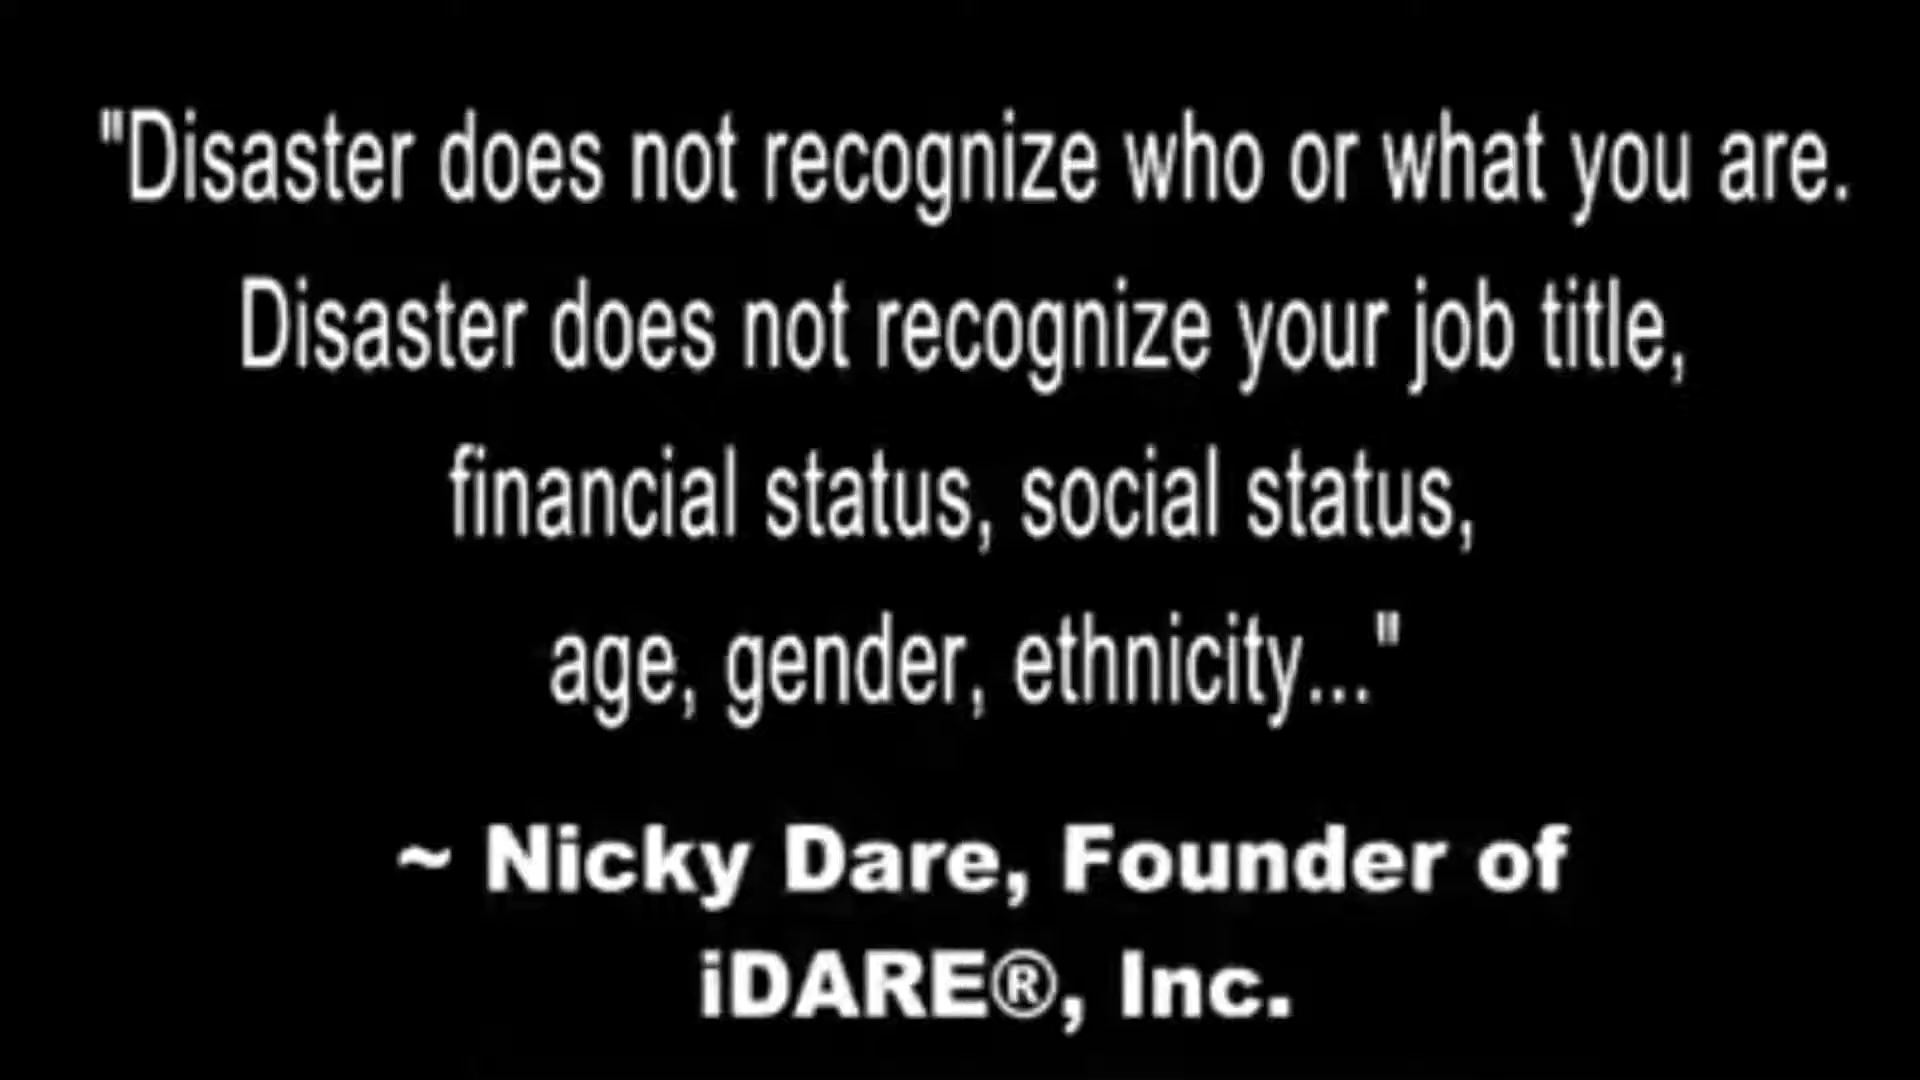 "Disaster does not recognize who or what you are.
Disaster does not recognize your job title,
financial status, social status,
age, gender, ethnicity..."
~ Nicky Dare, Founder of
iDARE®, Inc.